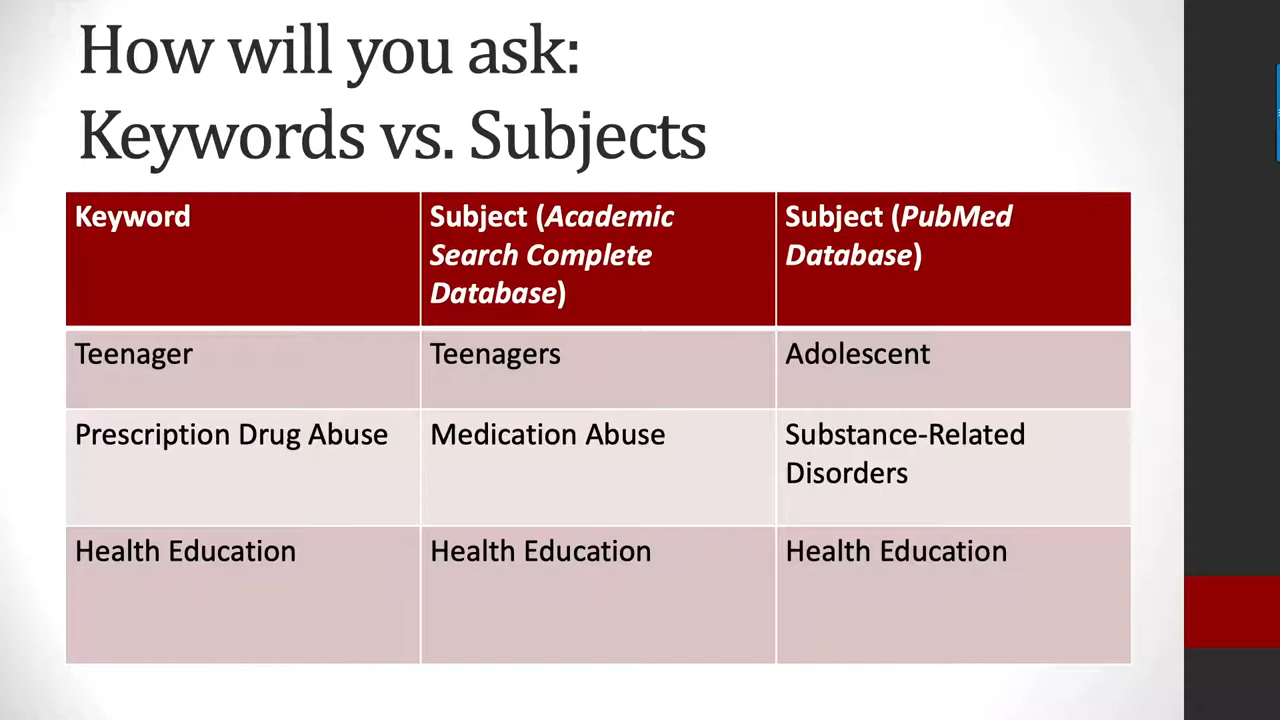 How will you ask:
Keywords vs. Subjects
Keyword
Subject (Academic
Search Complete
Database)
Subject (PubMed
Database)
Teenager
Teenagers
Adolescent
Prescription Drug Abuse
Medication Abuse
Substance-Related
Disorders
Health Education
Health Education
Health Education